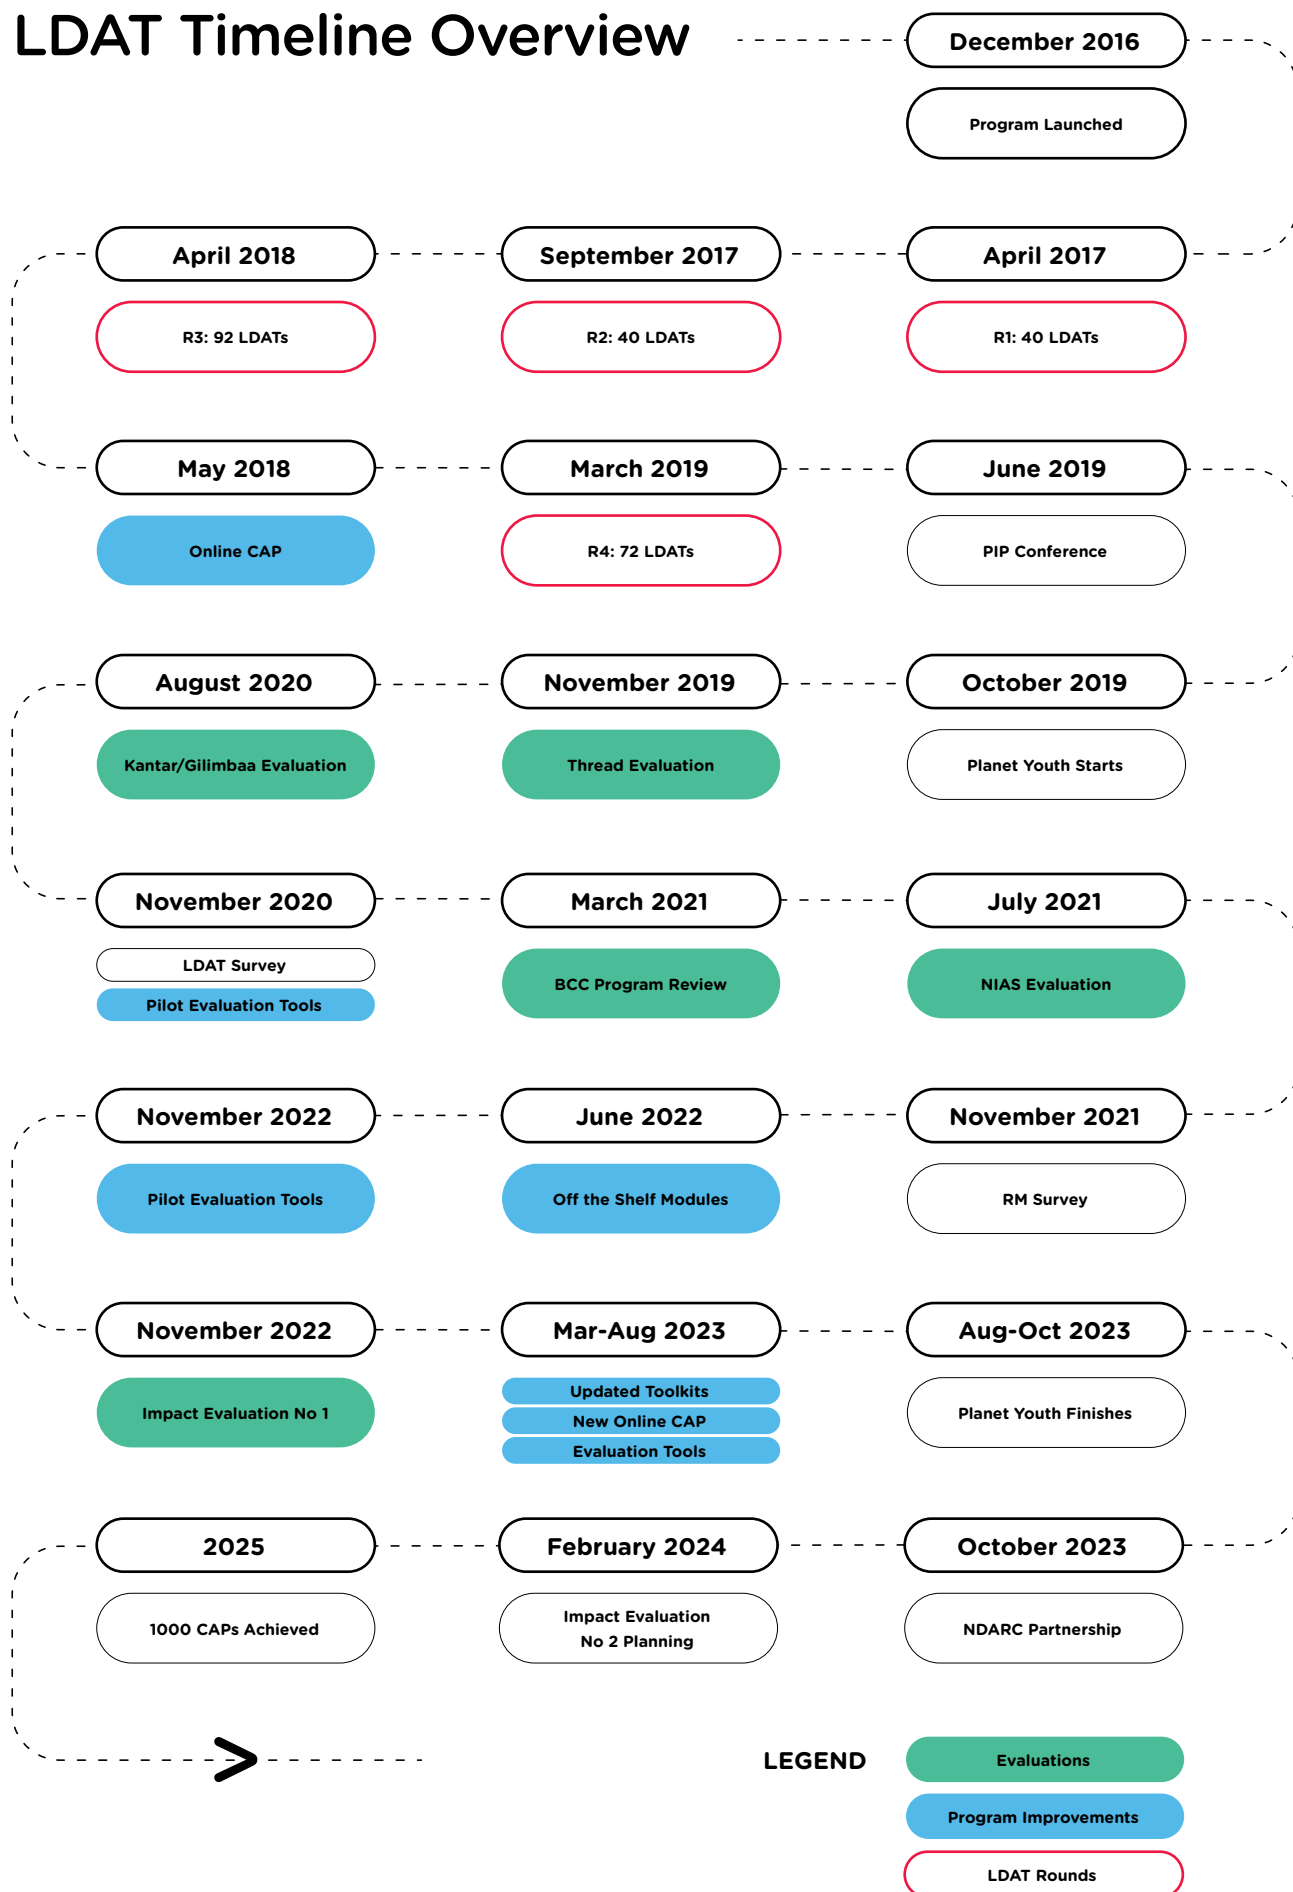 LDAT Timeline Overview
December 2016
Program Launched
April 2018
September 2017
April 2017
R3: 92 LDATs
R2: 40 LDATs
R1: 40 LDATs
May 2018
March 2019
June 2019
Online CAP
R4: 72 LDATs
PIP Conference
August 2020
November 2019
October 2019
Kantar/Gilimbaa Evaluation
Thread Evaluation
Planet Youth Starts
November 2020
March 2021
July 2021
LDAT Survey
Pilot Evaluation Tools
BCC Program Review
NIAS Evaluation
November 2022
June 2022
November 2021
Pilot Evaluation Tools
Off the Shelf Modules
RM Survey
November 2022
Mar-Aug 2023
Aug-Oct 2023
Impact Evaluation No 1
Updated Toolkits
New Online CAP
Evaluation Tools
Planet Youth Finishes
2025
February 2024
October 2023
1000 CAPs Achieved
Impact Evaluation
No 2 Planning
NDARC Partnership
LEGEND
Evaluations
Program Improvements
LDAT Rounds